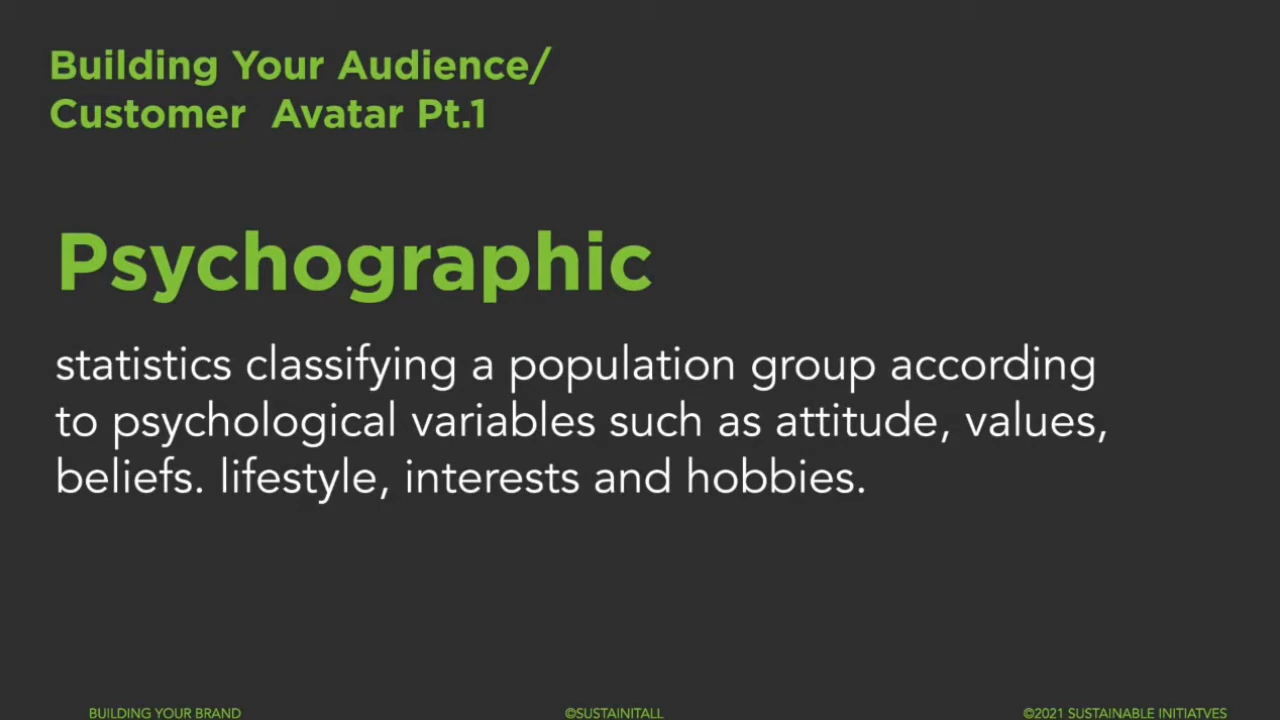 Building Your Audience/
Customer  Avatar Pt.1
Psychographic
statistics classifying a population group according
to psychological variables such as attitude, values,
beliefs. lifestyle, interests and hobbies.
BUILDING YOUR BRAND
©SUSTAINITALL
©2021 SUSTAINABLE INITIATVES